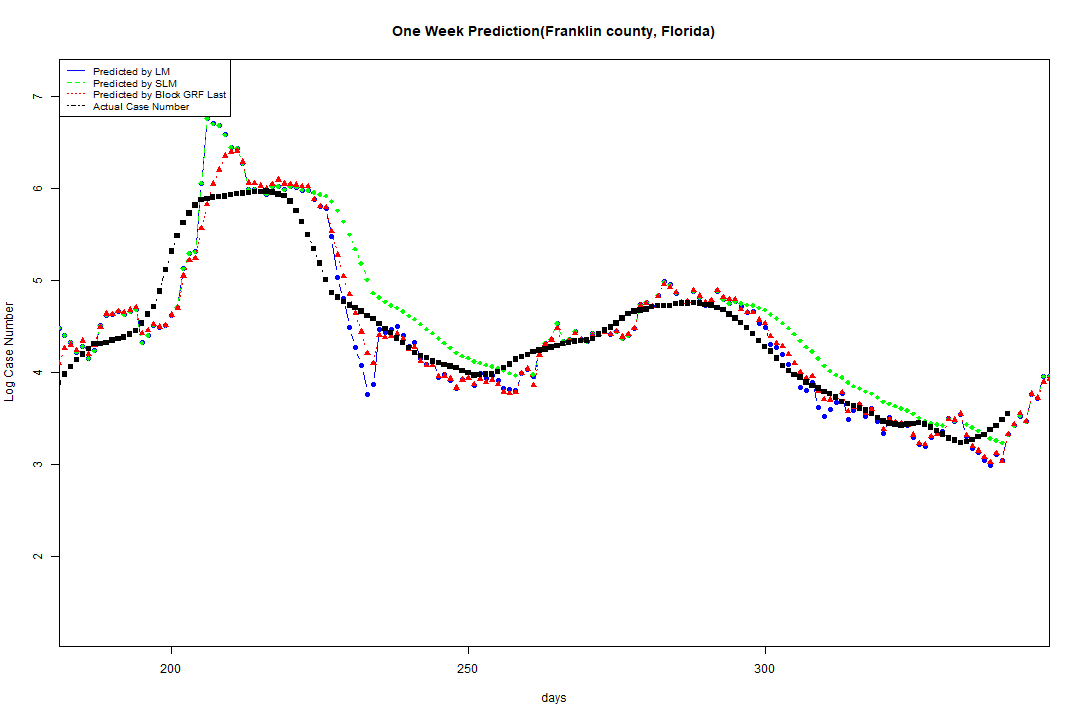 One Week Prediction(Franklin county, Florida)
Predicted by LM
Predicted by SLM
Predicted by Block GRF Last
Actual Case Number
7
6
5
4
3
2
Log Case Number
200
250
300
days